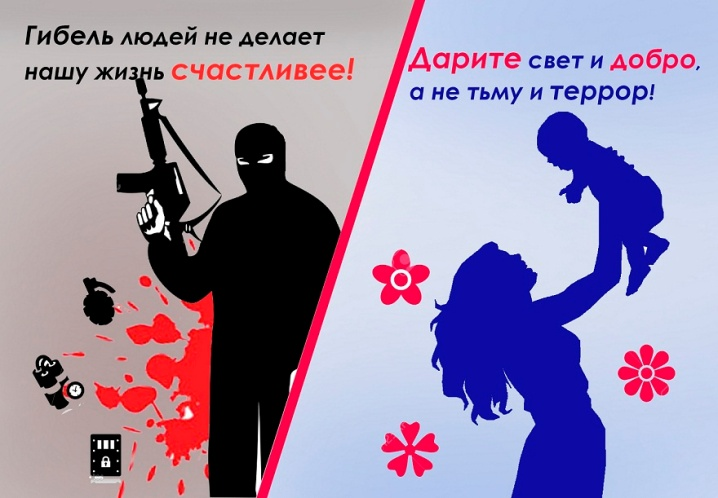 Гибель людей не делает
нашу жизнь счастливее!
Дарите свет и добро,
а не тьму и террор!